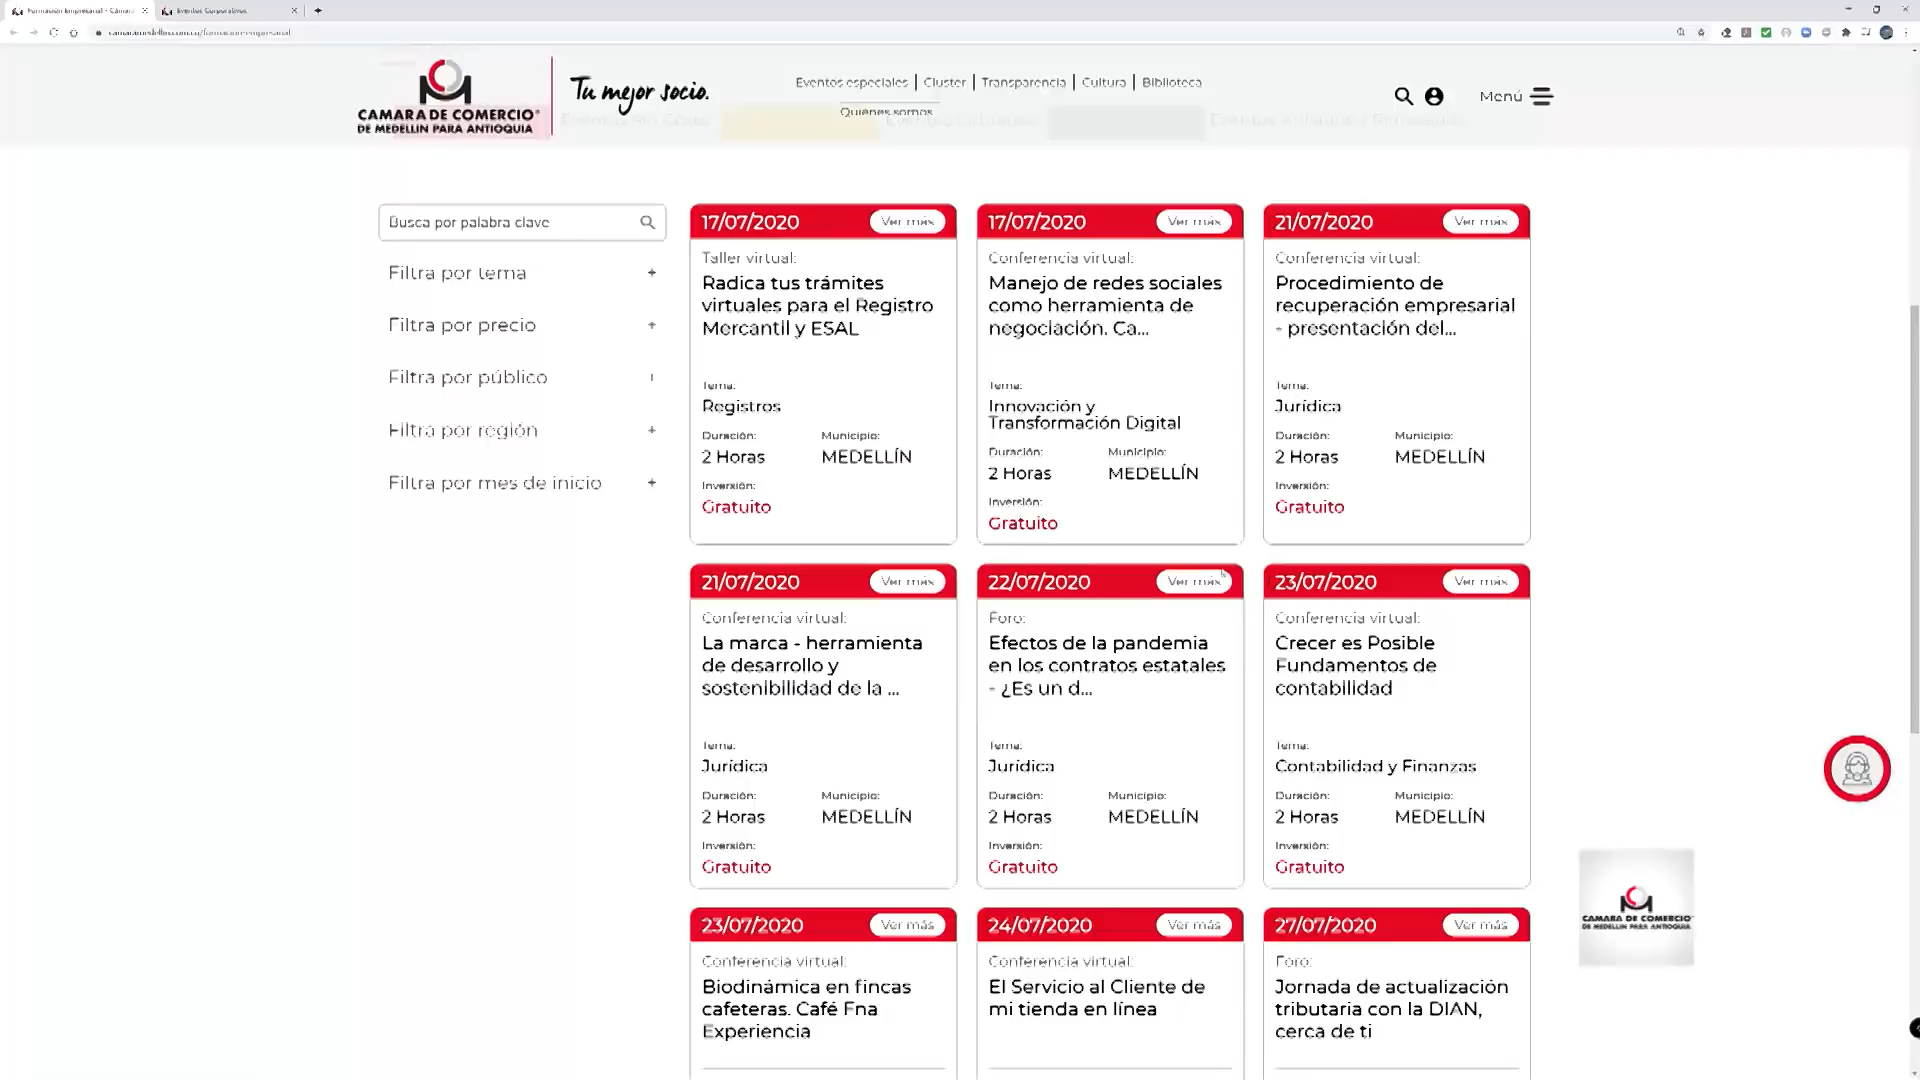 Formación Empresarial - Cámara
Eventos Corporativos
camaramedellin.com.co/formacion-empresarial
CAMARA DE COMERCIO
DE MEDELLIN PARA ANTIOQUIA
Tu mejor socio.
Eventos especiales | Cluster | Transparencia | Cultura | Biblioteca
Quiénes somos
Menú
Busca por palabra clave
Filtra por tema +
Filtra por precio +
Filtra por público +
Filtra por región +
Filtra por mes de inicio +
17/07/2020 Ver más
Taller virtual:
Radica tus trámites
virtuales para el Registro
Mercantil y ESAL
Tema:
Registros
Duración: Municipio:
2 Horas MEDELLÍN
Inversión:
Gratuito
17/07/2020 Ver más
Conferencia virtual:
Manejo de redes sociales
como herramienta de
negociación. Ca...
Tema:
Innovación y
Transformación Digital
Duración: Municipio:
2 Horas MEDELLÍN
Inversión:
Gratuito
21/07/2020 Ver más
Conferencia virtual:
Procedimiento de
recuperación empresarial
- presentación del...
Tema:
Jurídica
Duración: Municipio:
2 Horas MEDELLÍN
Inversión:
Gratuito
21/07/2020 Ver más
Conferencia virtual:
La marca - herramienta
de desarrollo y
sostenibilidad de la ...
Tema:
Jurídica
Duración: Municipio:
2 Horas MEDELLÍN
Inversión:
Gratuito
22/07/2020 Ver más
Foro:
Efectos de la pandemia
en los contratos estatales
- ¿Es un d...
Tema:
Jurídica
Duración: Municipio:
2 Horas MEDELLÍN
Inversión:
Gratuito
23/07/2020 Ver más
Conferencia virtual:
Crecer es Posible
Fundamentos de
contabilidad
Tema:
Contabilidad y Finanzas
Duración: Municipio:
2 Horas MEDELLÍN
Inversión:
Gratuito
23/07/2020 Ver más
Conferencia virtual:
Biodinámica en fincas
cafeteras. Café Fna
Experiencia
24/07/2020 Ver más
Conferencia virtual:
El Servicio al Cliente de
mi tienda en línea
27/07/2020 Ver más
Foro:
Jornada de actualización
tributaria con la DIAN,
cerca de ti
CAMARA DE COMERCIO
DE MEDELLIN PARA ANTIOQUIA